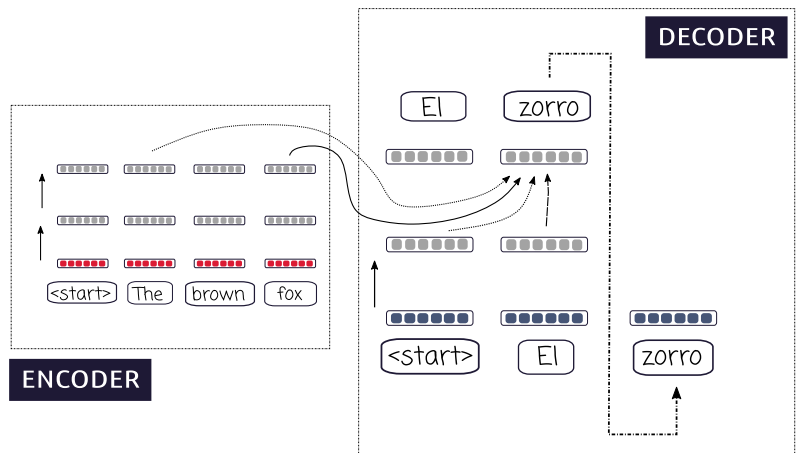 DECODER
El
zorro
<start>
The
brown
fox
<start>
El
zorro
ENCODER